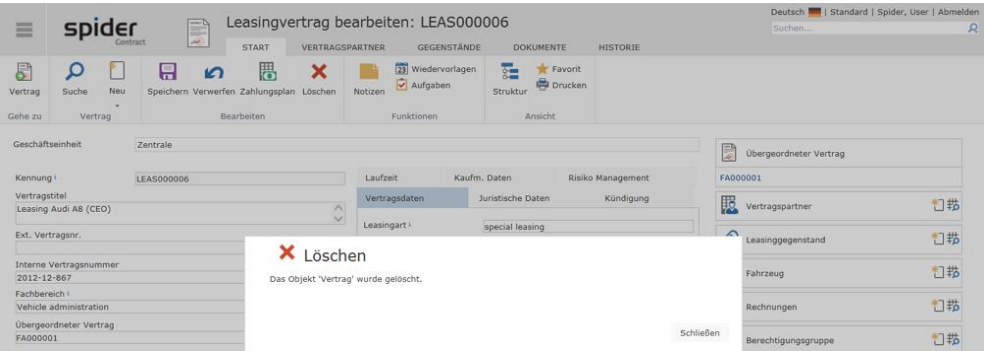 Deutsch | Standard | Spider, User | Abmelden
spider
Contract
Leasingvertrag bearbeiten: LEAS000006
Suchen...
START VERTRAGSPARTNER GEGENSTÄNDE DOKUMENTE HISTORIE
Vertrag Suche Neu Speichern Verwerfen Zahlungsplan Löschen Notizen 23 Wiedervorlagen Aufgaben Struktur Favorit Drucken
Gehe zu Vertrag Bearbeiten Funktionen Ansicht
Geschäftseinheit Zentrale
Kennung LEAS000006
Vertragstitel
Leasing Audi A8 (CEO)
Ext. Vertragsnr.
Interne Vertragsnummer
2012-12-867
Fachbereich
Vehicle administration
Übergeordneter Vertrag
FA000001
Laufzeit Kaufm. Daten Risiko Management
Vertragsdaten Juristische Daten Kündigung
Leasingart special leasing
Übergeordneter Vertrag
FA000001
Vertragspartner
Leasinggegenstand
Fahrzeug
Rechnungen
Berechtigungsgruppe
Löschen
Das Objekt 'Vertrag' wurde gelöscht.
Schließen